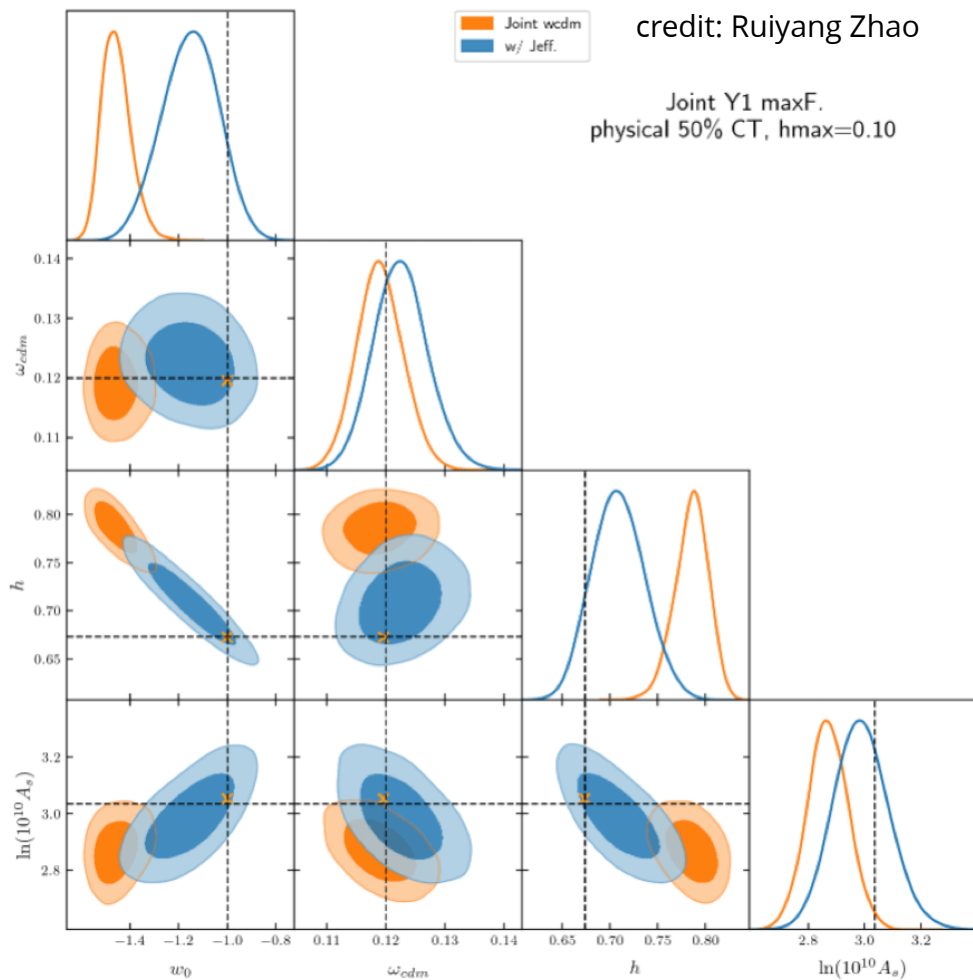 Joint wcdm
w/ Jeff.
credit: Ruiyang Zhao
Joint Y1 maxF.
physical 50% CT, hmax=0.10
0.14
0.13
0.12
0.11
ω_{cdm}
0.80
0.75
0.70
0.65
h
3.2
3.0
2.8
ln(10^{10} A_s)
−1.4 −1.2 −1.0 −0.8
w_0
0.11 0.12 0.13 0.14
ω_{cdm}
0.65 0.70 0.75 0.80
h
2.8 3.0 3.2
ln(10^{10} A_s)